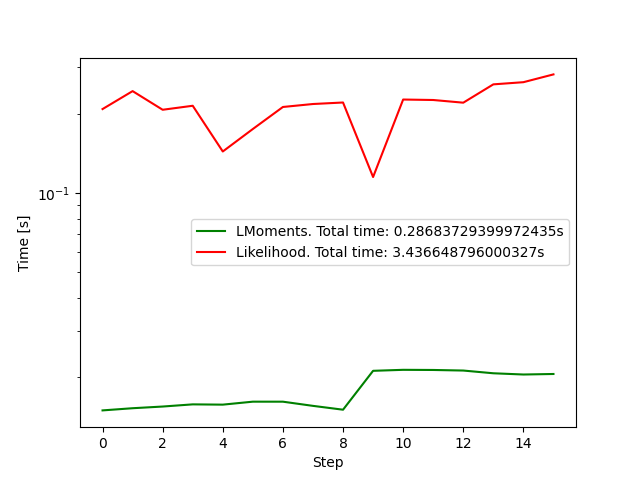 Time [s]
10⁻¹
LMoments. Total time: 0.28683729399972435s
Likelihood. Total time: 3.436648796000327s
0 2 4 6 8 10 12 14
Step